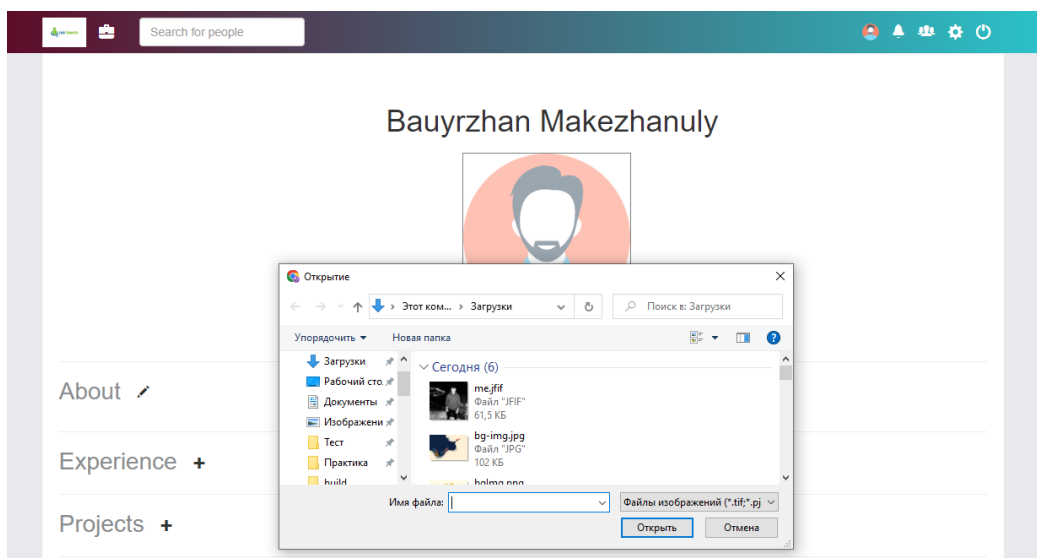 Search for people
Bauyrzhan Makezhanuly
Открытие
Этот ком... › Загрузки
Поиск в: Загрузки
Упорядочить
Новая папка
Загрузки
Рабочий сто.
Документы
Изображени
Тест
Практика
build
Сегодня (6)
me.jfif
Файл "JFIF"
61,5 КБ
bg-img.jpg
Файл "JPG"
102 КБ
Имя файла:
Файлы изображений (*.tif;*.pj
Открыть
Отмена
About
Experience +
Projects +